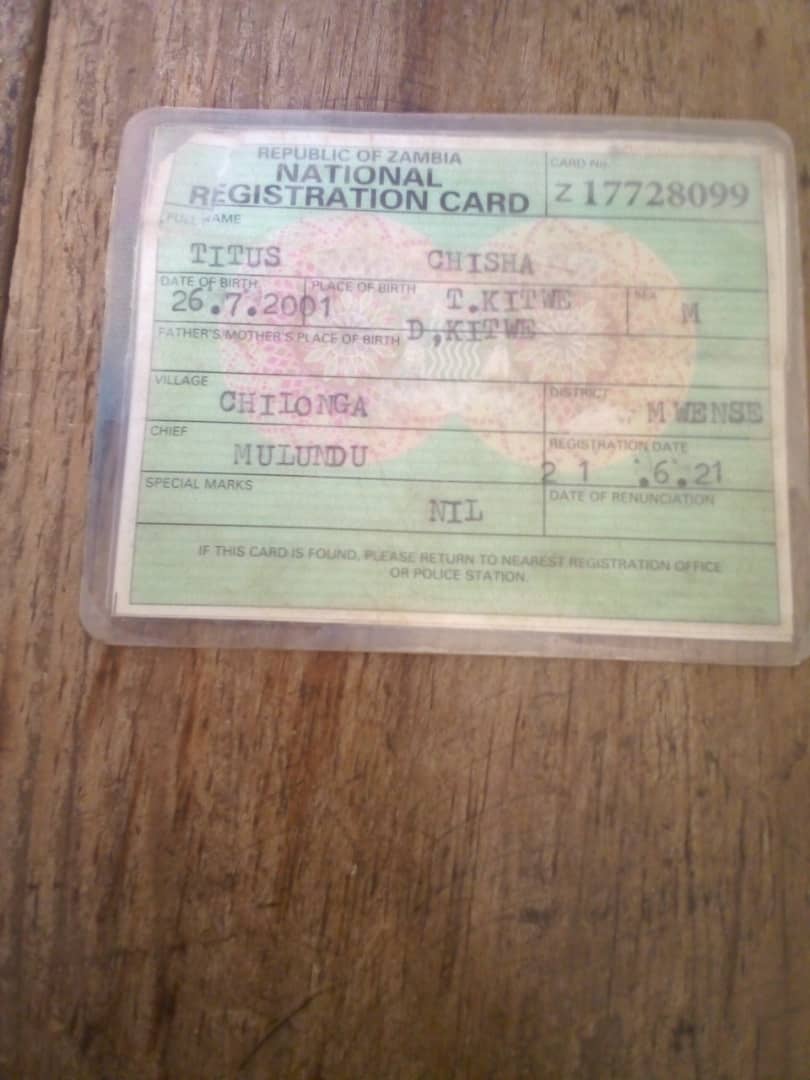 REPUBLIC OF ZAMBIA
NATIONAL
REGISTRATION CARD
CARD No.
Z 17728099
FULL NAME
TITUS CHISHA
DATE OF BIRTH
26.7.2001
PLACE OF BIRTH
T.KITWE
D,KITWE
SEX
M
FATHER'S/MOTHER'S PLACE OF BIRTH
VILLAGE
CHILONGA
DISTRICT
MWENSE
CHIEF
MULUNDU
REGISTRATION DATE
21.6.21
SPECIAL MARKS
NIL
DATE OF RENUNCIATION
IF THIS CARD IS FOUND, PLEASE RETURN TO NEAREST REGISTRATION OFFICE
OR POLICE STATION.